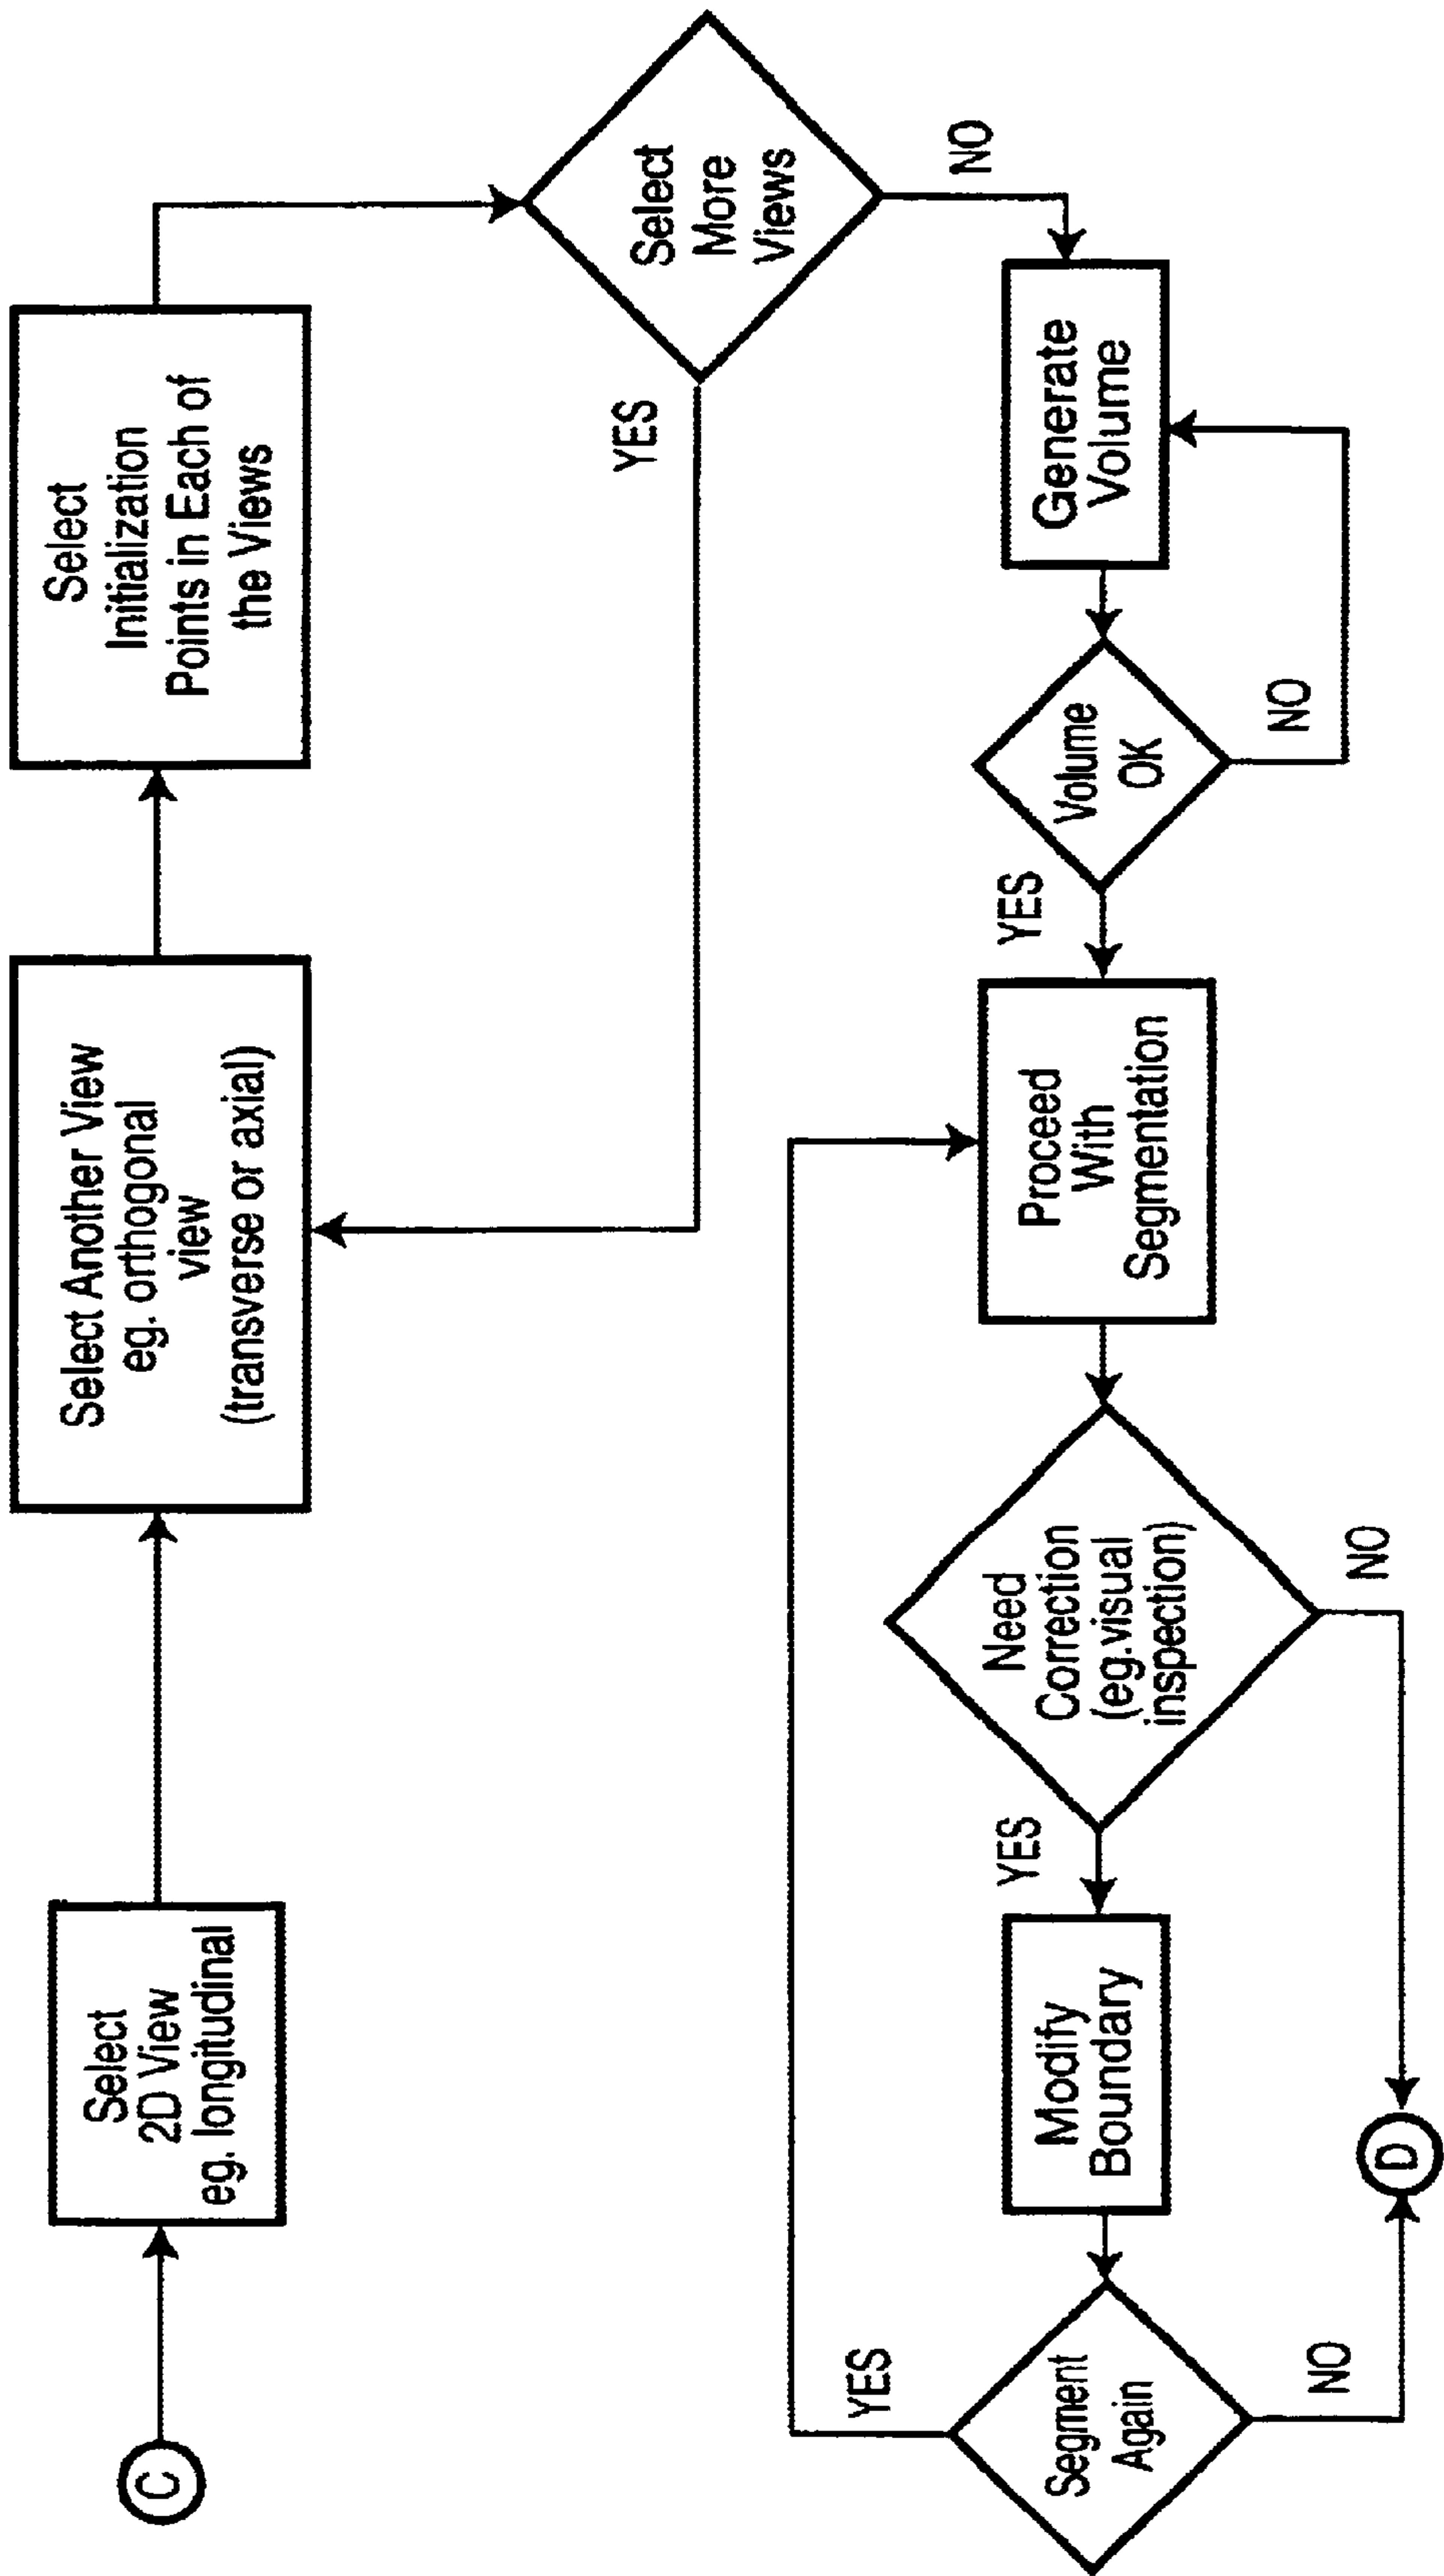 C
Select
2D View
eg. longitudinal
Select Another View
eg. orthogonal
view
(transverse or axial)
Select
Initialization
Points in Each of
the Views
Select
More
Views
YES
NO
Generate
Volume
Volume
OK
NO
YES
Proceed
With
Segmentation
Need
Correction
(eg.visual
inspection)
NO
YES
Modify
Boundary
Segment
Again
YES
NO
D